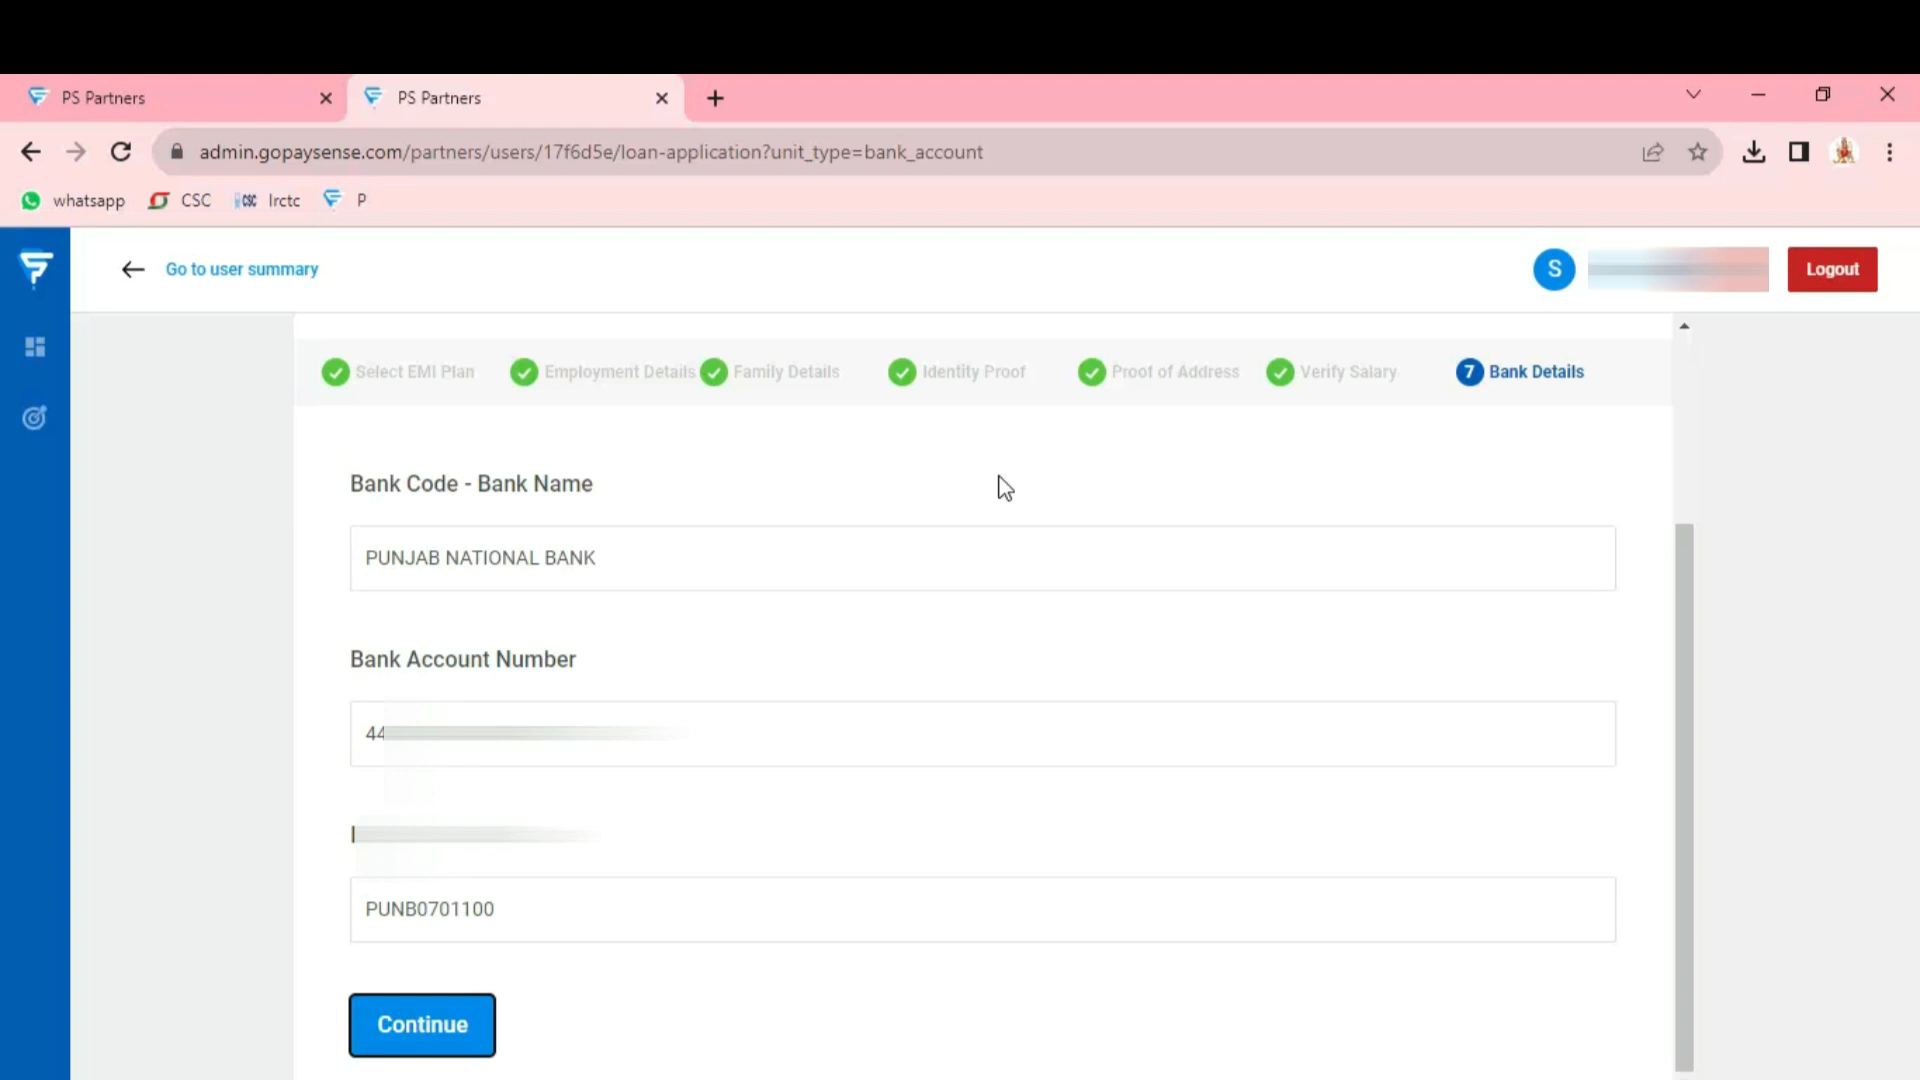 PS Partners
PS Partners
admin.gopaysense.com/partners/users/17f6d5e/loan-application?unit_type=bank_account
whatsapp CSC CSC Irctc P
Go to user summary
S
Logout
Select EMI Plan
Employment Details
Family Details
Identity Proof
Proof of Address
Verify Salary
7 Bank Details
Bank Code - Bank Name
PUNJAB NATIONAL BANK
Bank Account Number
44
PUNB0701100
Continue